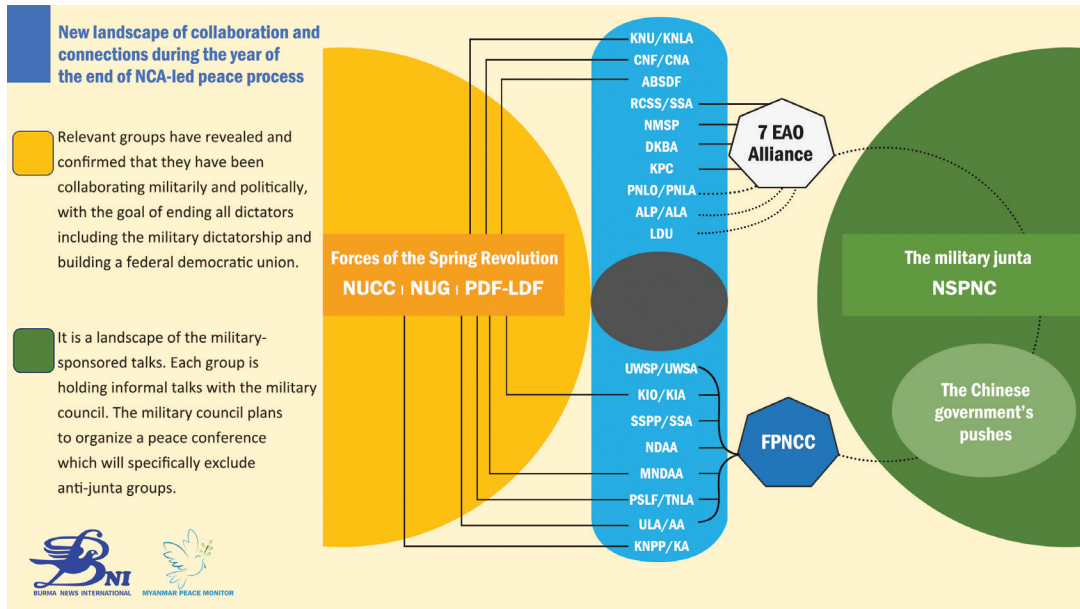 New landscape of collaboration and
connections during the year of
the end of NCA-led peace process
Relevant groups have revealed and
confirmed that they have been
collaborating militarily and politically,
with the goal of ending all dictators
including the military dictatorship and
building a federal democratic union.
It is a landscape of the military-
sponsored talks. Each group is
holding informal talks with the military
council. The military council plans
to organize a peace conference
which will specifically exclude
anti-junta groups.
BNI
BURMA NEWS INTERNATIONAL
MYANMAR PEACE MONITOR
Forces of the Spring Revolution
NUCC | NUG | PDF-LDF
KNU/KNLA
CNF/CNA
ABSDF
RCSS/SSA
NMSP
DKBA
KPC
PNLO/PNLA
ALP/ALA
LDU
UWSP/UWSA
KIO/KIA
SSPP/SSA
NDAA
MNDAA
PSLF/TNLA
ULA/AA
KNPP/KA
7 EAO
Alliance
FPNCC
The military junta
NSPNC
The Chinese
government's
pushes